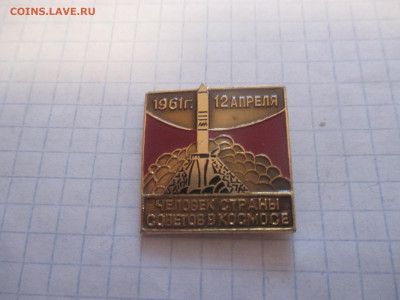 COINS.LAVE.RU
1961г. 12 АПРЕЛЯ
ЧЕЛОВЕК СТРАНЫ
СОВЕТОВ В КОСМОСЕ